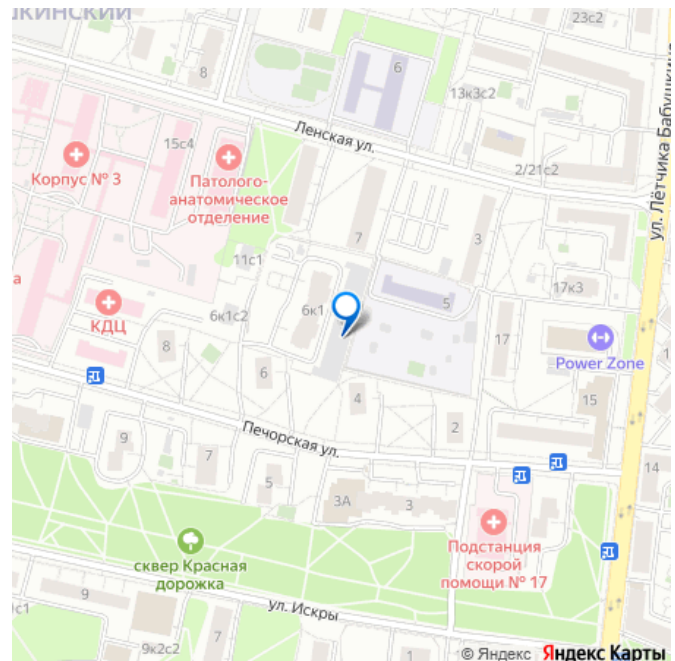 23с2
8
6
13к3с2
Ленская ул.
15с4
2/21с2
Корпус № 3
Патолого-
анатомическое
отделение
ул. Лётчика Бабушкина
7
3
11с1
17к3
а
6к1
5
6к1с2
КДЦ
17
8
Power Zone
6
4
15
Печорская ул.
2
9
7
5
14
3А
3
Подстанция
скорой
помощи № 17
сквер Красная
дорожка
9
ул. Искры
9к2с2
7
1
© Яндекс Яндекс Карты